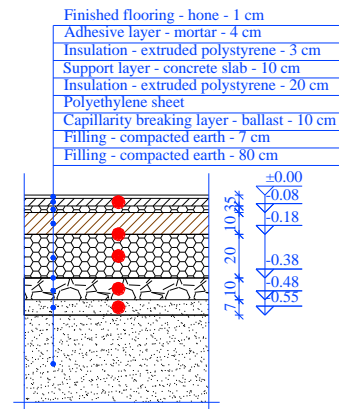 Finished flooring - hone - 1 cm
Adhesive layer - mortar - 4 cm
Insulation - extruded polystyrene - 3 cm
Support layer - concrete slab - 10 cm
Insulation - extruded polystyrene - 20 cm
Polyethylene sheet
Capillarity breaking layer - ballast - 10 cm
Filling - compacted earth - 7 cm
Filling - compacted earth - 80 cm
±0.00
-0.08
-0.18
-0.38
-0.48
-0.55
10
20
10
7